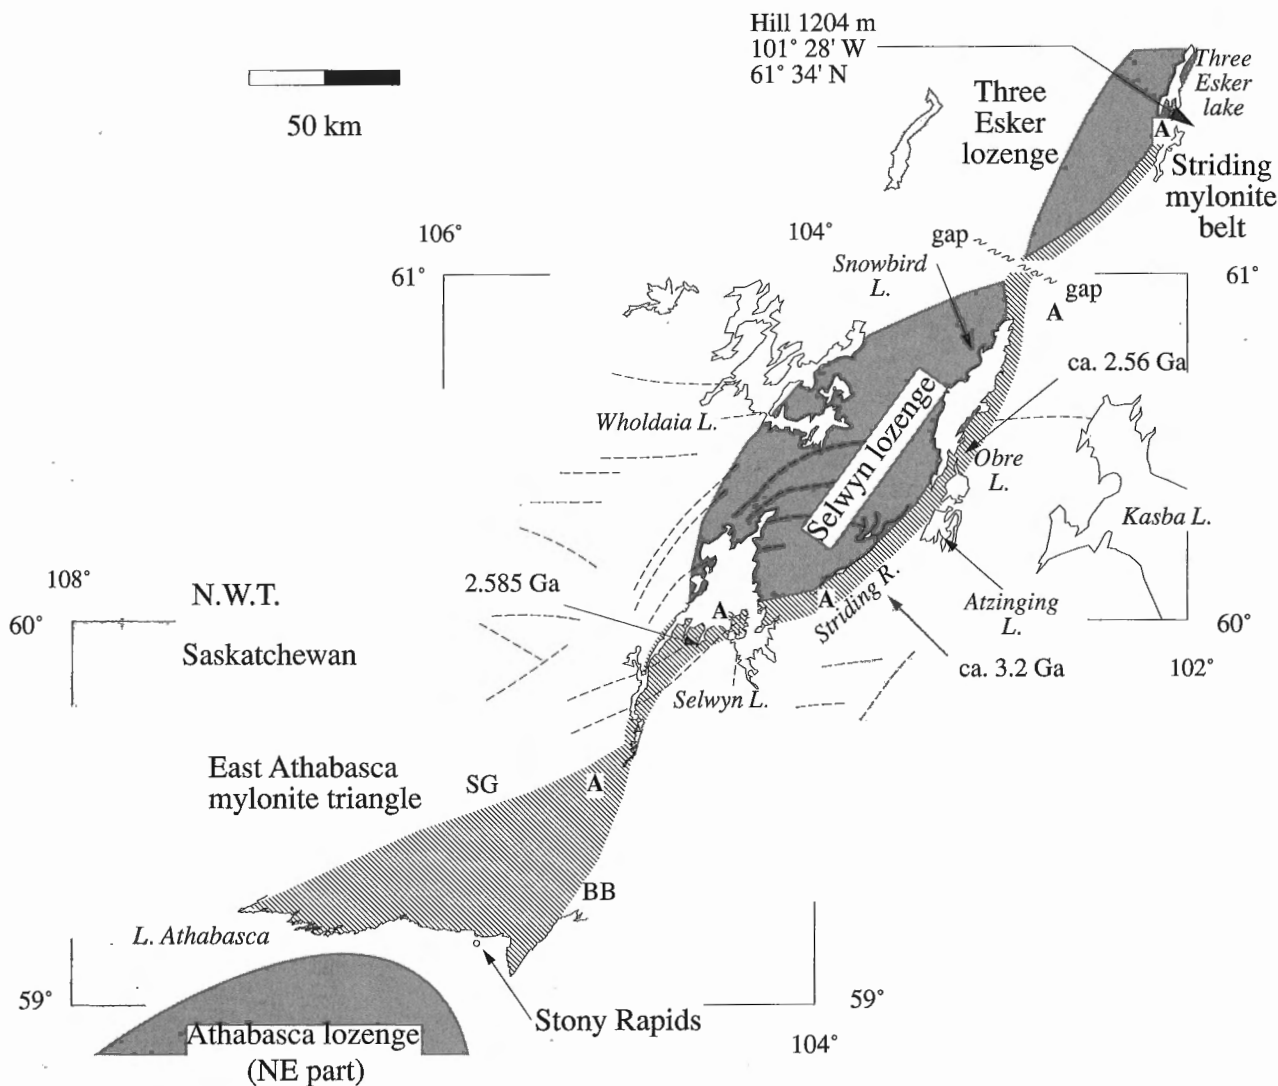 Hill 1204 m
101° 28' W
61° 34' N
Three
Esker
lake
50 km
Three
Esker
lozenge
A
Striding
mylonite
belt
106°
104°
gap
Snowbird
L.
61°
61°
gap
A
ca. 2.56 Ga
Wholdaia L.
Selwyn lozenge
Obre
L.
Kasba L.
108°
N.W.T.
2.585 Ga
A
A
Striding R.
Atzinging
L.
60°
60°
Saskatchewan
ca. 3.2 Ga
102°
Selwyn L.
East Athabasca
mylonite triangle
SG
A
BB
L. Athabasca
59°
59°
Stony Rapids
104°
Athabasca lozenge
(NE part)